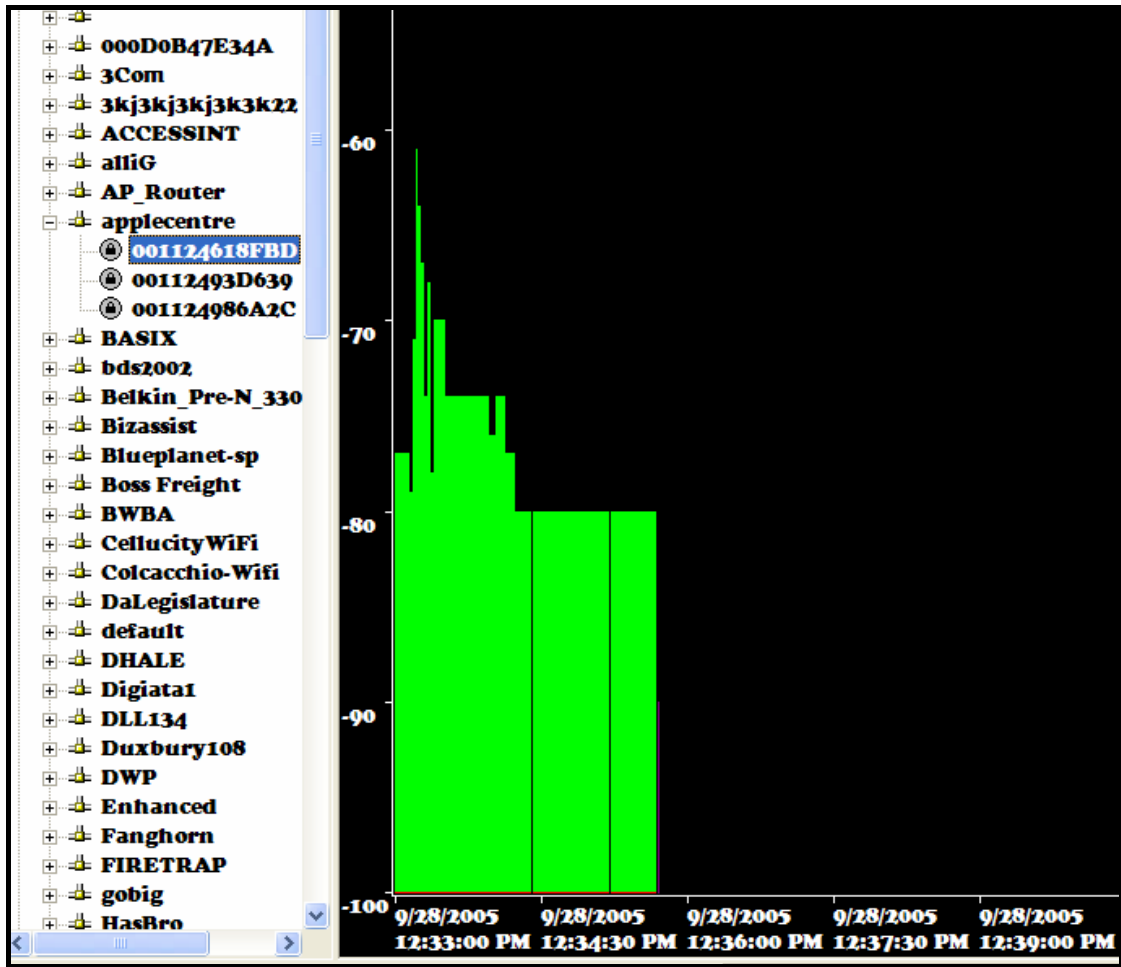 000D0B47E34A
3Com
3kj3kj3kj3k3k22
ACCESSINT
alliG
AP_Router
applecentre
001124618FBD
00112493D639
001124986A2C
BASIX
bds2002
Belkin_Pre-N_330
Bizassist
Blueplanet-sp
Boss Freight
BWBA
CellucityWiFi
Colcacchio-Wifi
DaLegislature
default
DHALE
Digiata1
DLL134
Duxbury108
DWP
Enhanced
Fanghorn
FIRETRAP
gobig
HasBro
-60
-70
-80
-90
-100
9/28/2005 9/28/2005 9/28/2005 9/28/2005 9/28/2005
12:33:00 PM 12:34:30 PM 12:36:00 PM 12:37:30 PM 12:39:00 PM